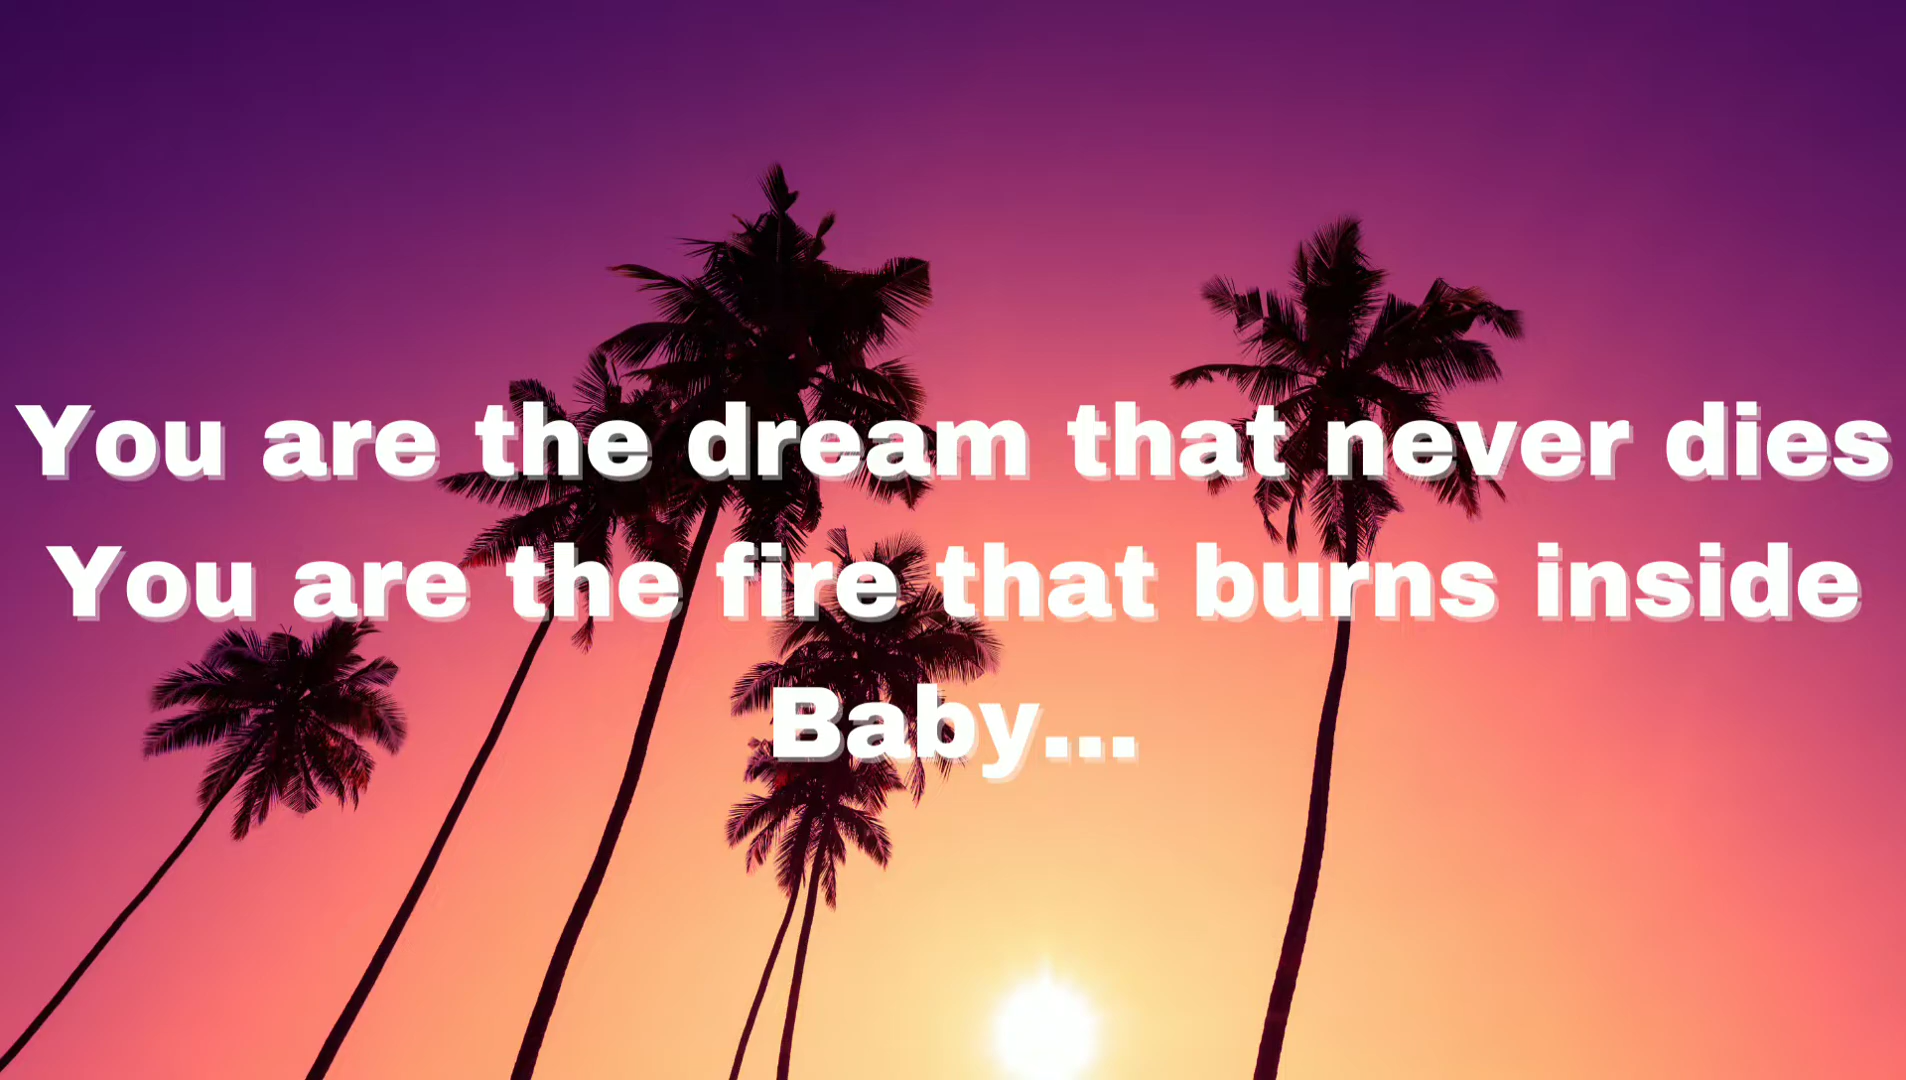 You are the dream that never dies
You are the fire that burns inside
Baby...